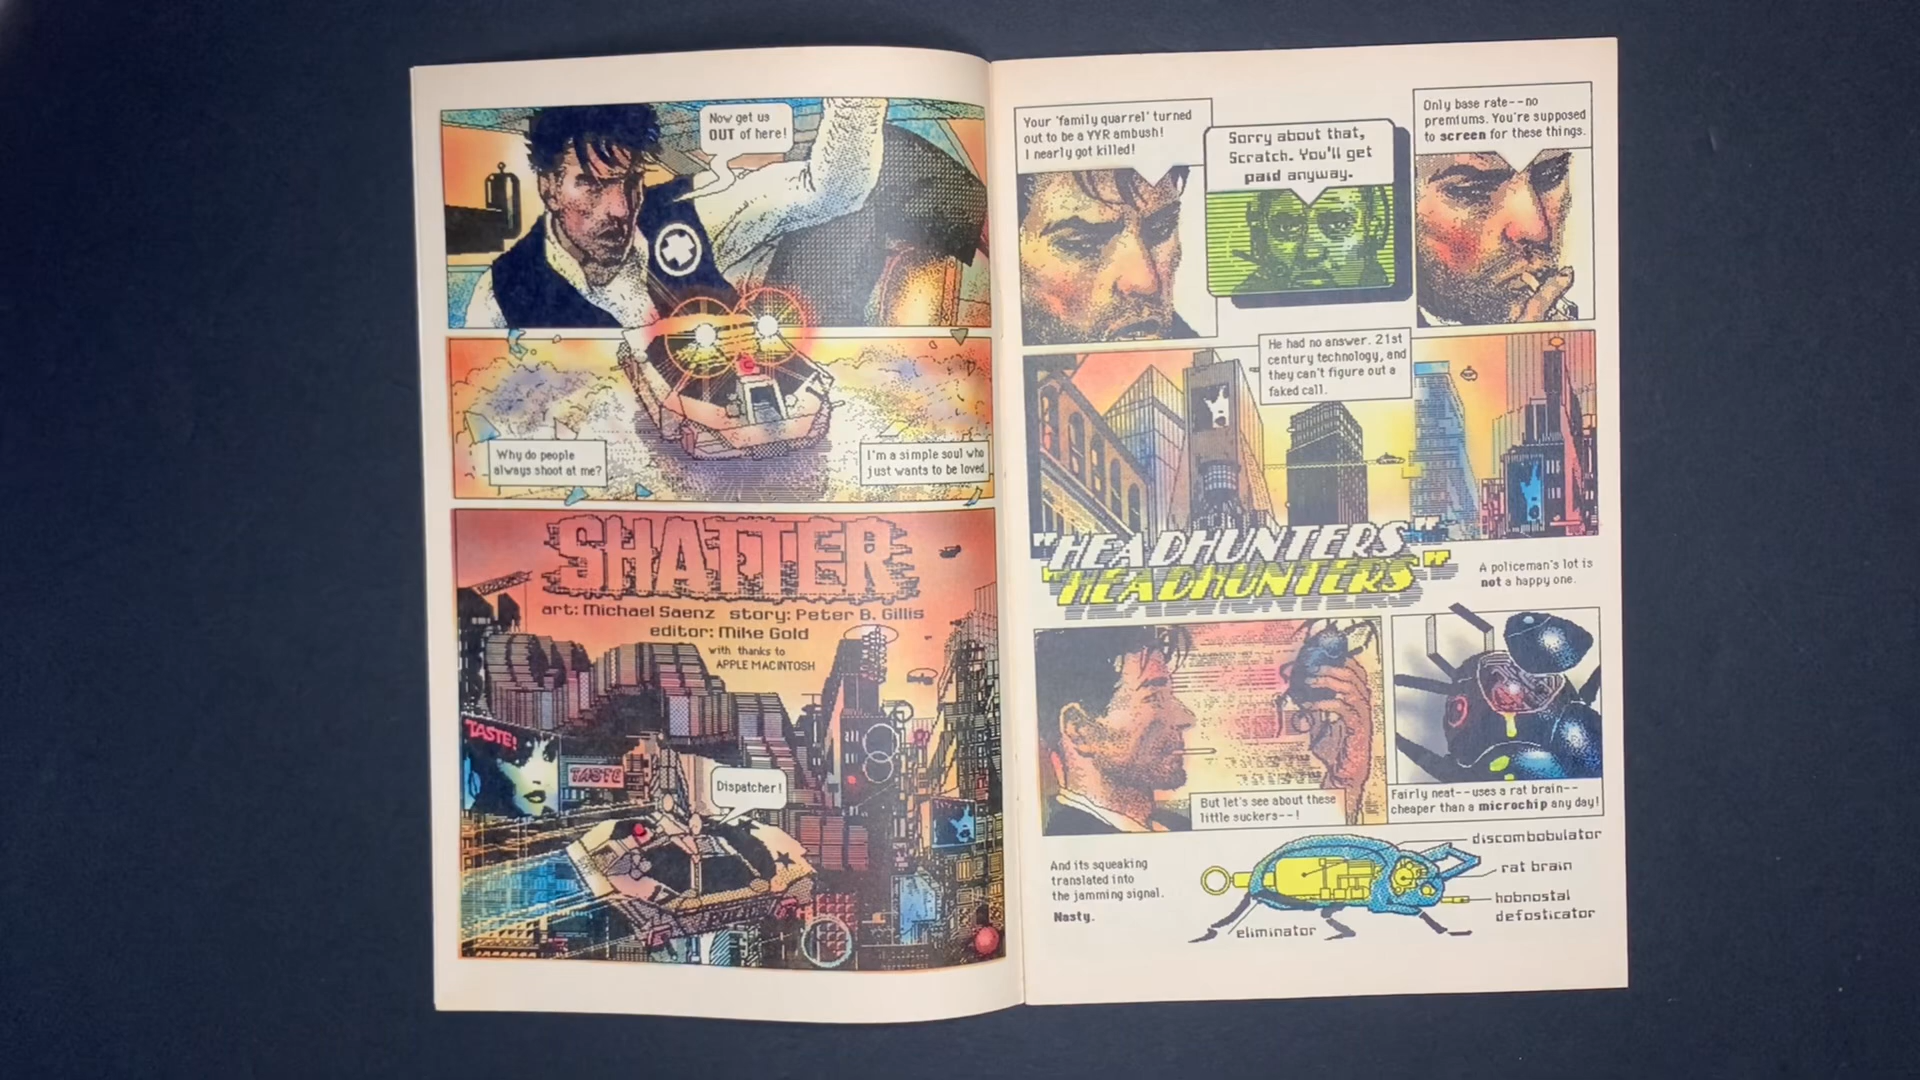 Now get us
OUT of here!
Why do people
always shoot at me?
I'm a simple soul who
just wants to be loved.
SHATTER
art: Michael Saenz story: Peter B. Gillis
editor: Mike Gold
with thanks to
APPLE MACINTOSH
TASTE!
TASTE
Dispatcher!
POLICE
Your 'family quarrel' turned
out to be a YYR ambush!
I nearly got killed!
Sorry about that,
Scratch. You'll get
paid anyway.
Only base rate--no
premiums. You're supposed
to screen for these things.
He had no answer. 21st
century technology, and
they can't figure out a
faked call.
"HEADHUNTERS"
"HEADHUNTERS"
A policeman's lot is
not a happy one.
But let's see about these
little suckers--!
Fairly neat--uses a rat brain--
cheaper than a microchip any day!
And its squeaking
translated into
the jamming signal.
Nasty.
discombobulator
rat brain
hobnostal
defosticator
eliminator